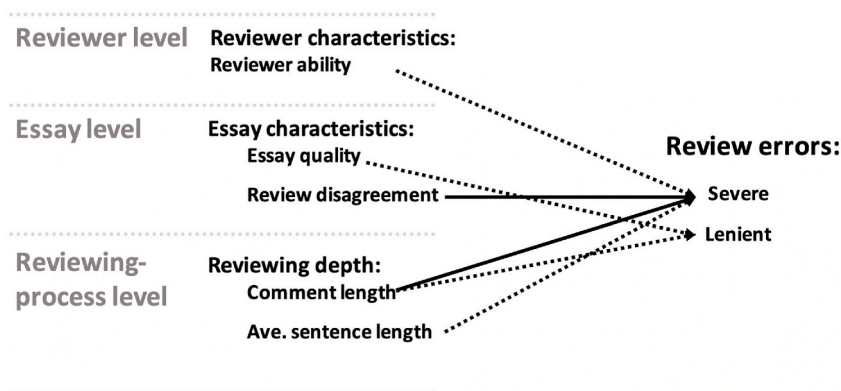 Reviewer level
Reviewer characteristics:
Reviewer ability
Essay level
Essay characteristics:
Essay quality
Review disagreement
Reviewing-
process level
Reviewing depth:
Comment length
Ave. sentence length
Review errors:
Severe
Lenient